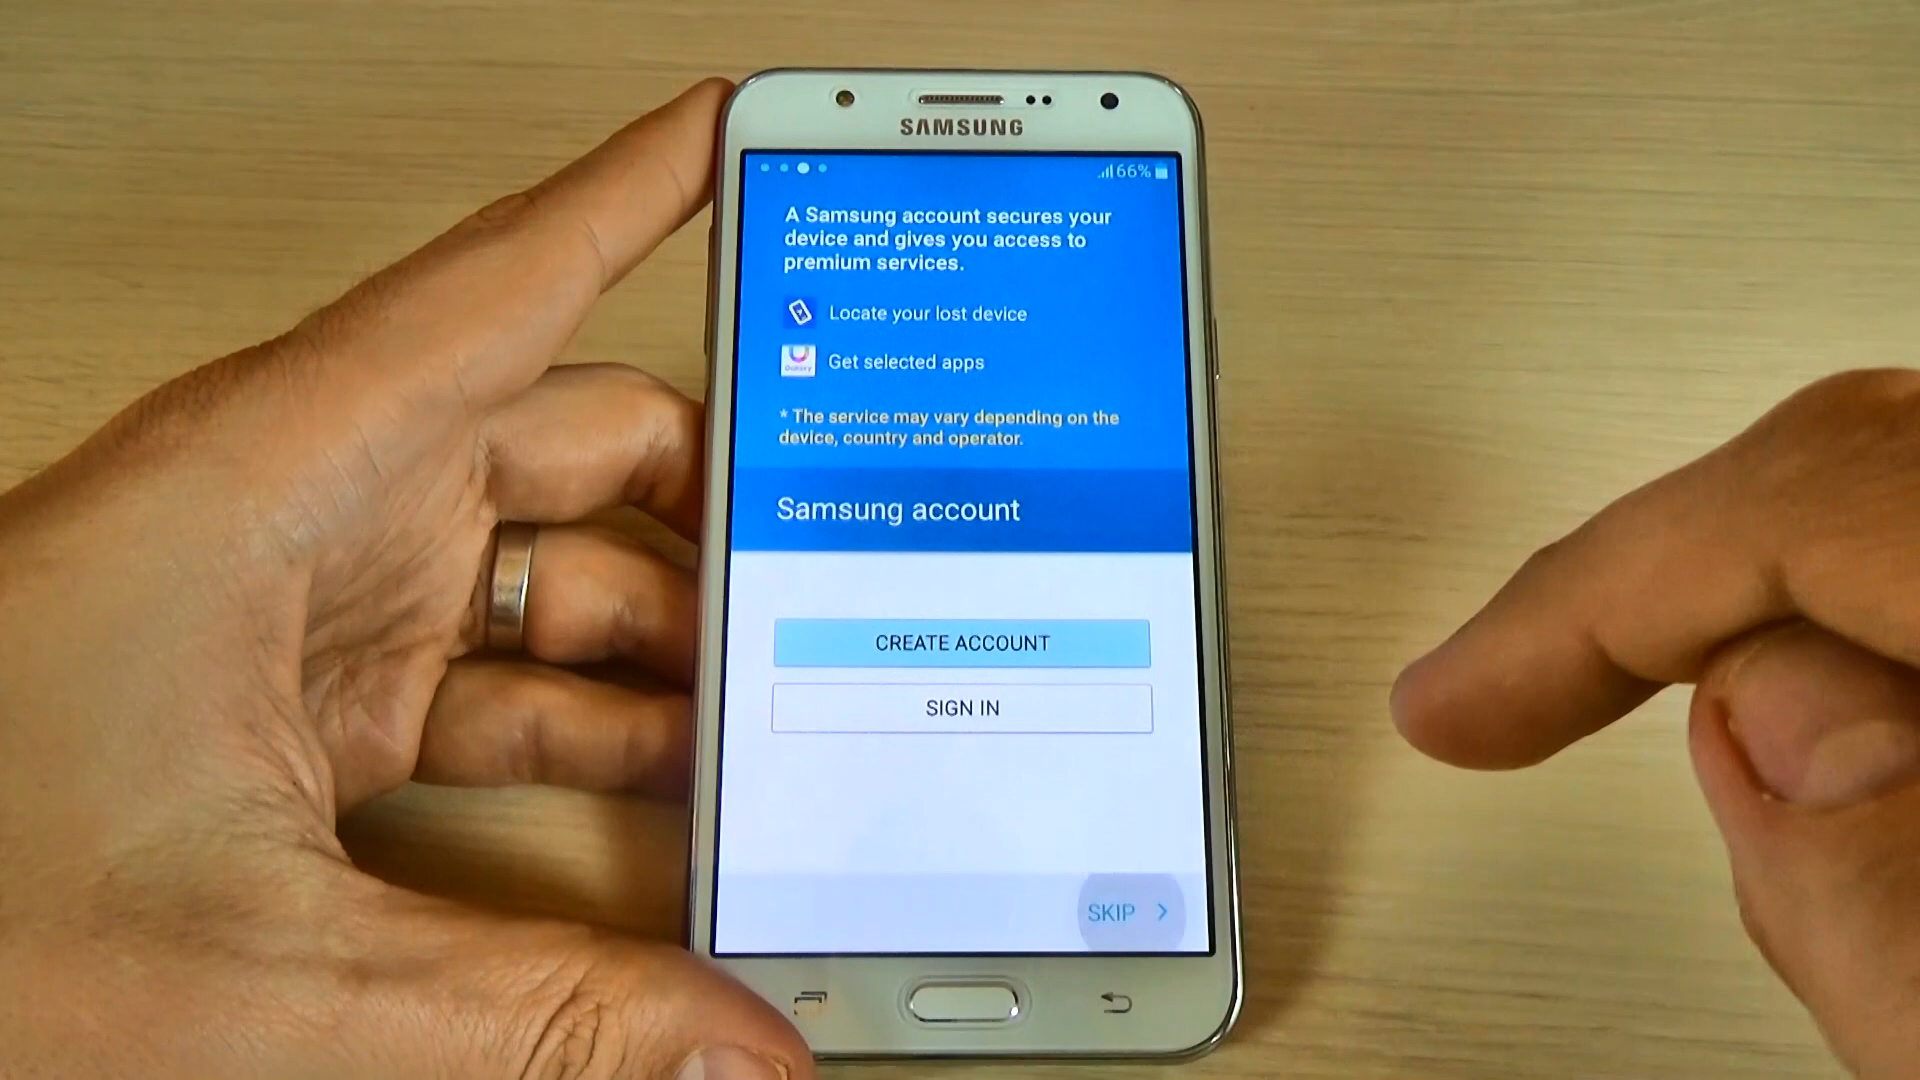 SAMSUNG
66%
A Samsung account secures your
device and gives you access to
premium services.
Locate your lost device
Galaxy
Get selected apps
* The service may vary depending on the
device, country and operator.
Samsung account
CREATE ACCOUNT
SIGN IN
SKIP >